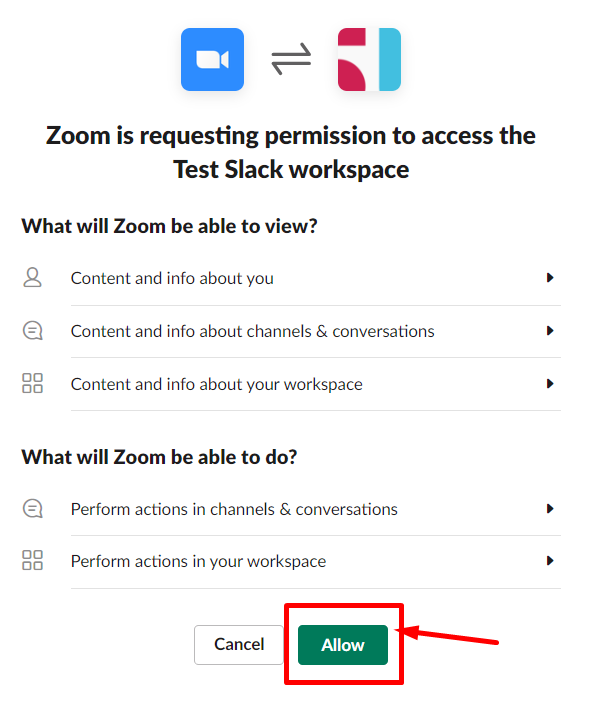 Zoom is requesting permission to access the
Test Slack workspace
What will Zoom be able to view?
Content and info about you
Content and info about channels & conversations
Content and info about your workspace
What will Zoom be able to do?
Perform actions in channels & conversations
Perform actions in your workspace
Cancel
Allow